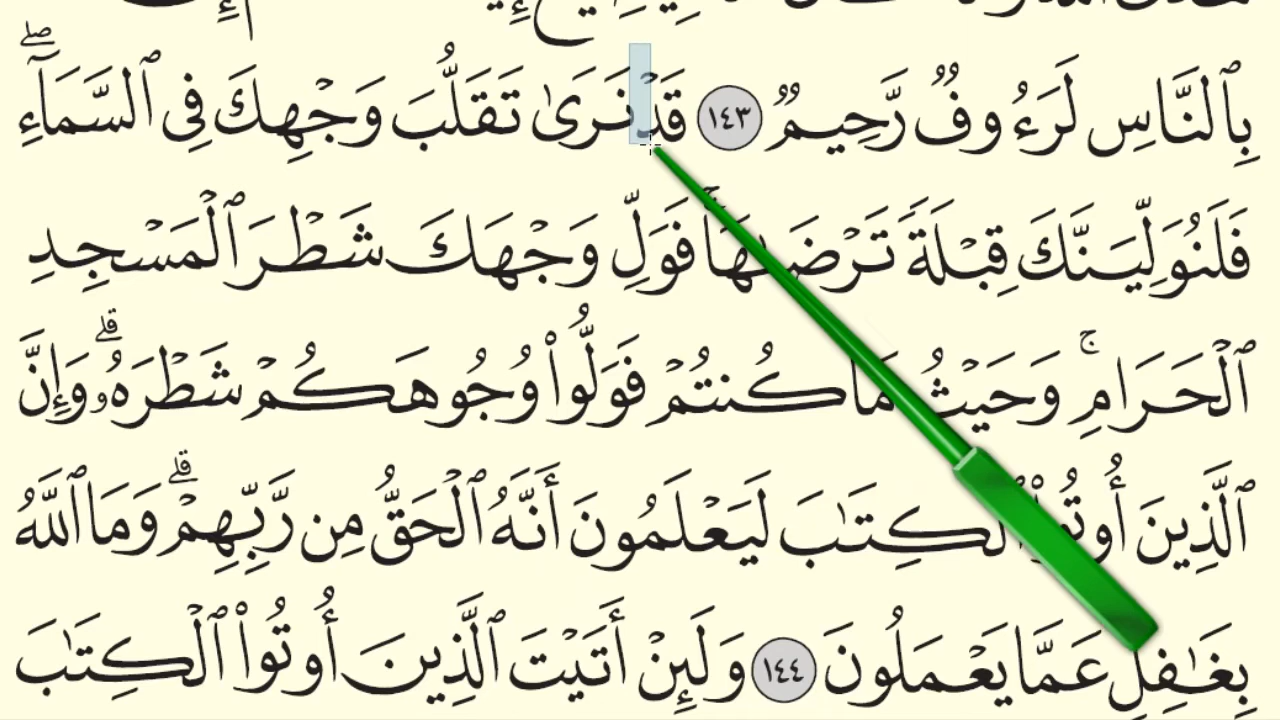 بِٱلنَّاسِ لَرَءُوفٌ رَّحِيمٌ ١٤٣ قَدْ نَرَىٰ تَقَلُّبَ وَجْهِكَ فِى ٱلسَّمَآءِ ۖ
فَلَنُوَلِّيَنَّكَ قِبْلَةً تَرْضَىٰهَا ۚ فَوَلِّ وَجْهَكَ شَطْرَ ٱلْمَسْجِدِ
ٱلْحَرَامِ ۚ وَحَيْثُ مَا كُنتُمْ فَوَلُّوا۟ وُجُوهَكُمْ شَطْرَهُۥ ۗ وَإِنَّ
ٱلَّذِينَ أُوتُوا۟ ٱلْكِتَـٰبَ لَيَعْلَمُونَ أَنَّهُ ٱلْحَقُّ مِن رَّبِّهِمْ ۗ وَمَا ٱللَّهُ
بِغَـٰفِلٍ عَمَّا يَعْمَلُونَ ١٤٤ وَلَئِنْ أَتَيْتَ ٱلَّذِينَ أُوتُوا۟ ٱلْكِتَـٰبَ